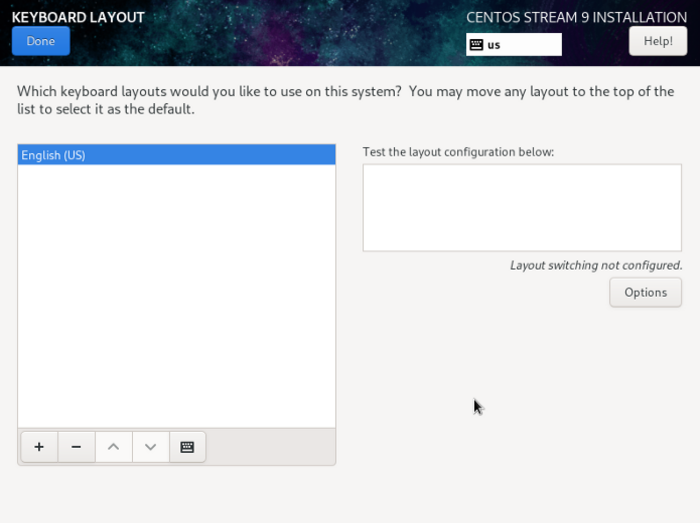 KEYBOARD LAYOUT
CENTOS STREAM 9 INSTALLATION
Done
us
Help!
Which keyboard layouts would you like to use on this system? You may move any layout to the top of the
list to select it as the default.
English (US)
Test the layout configuration below:
Layout switching not configured.
Options